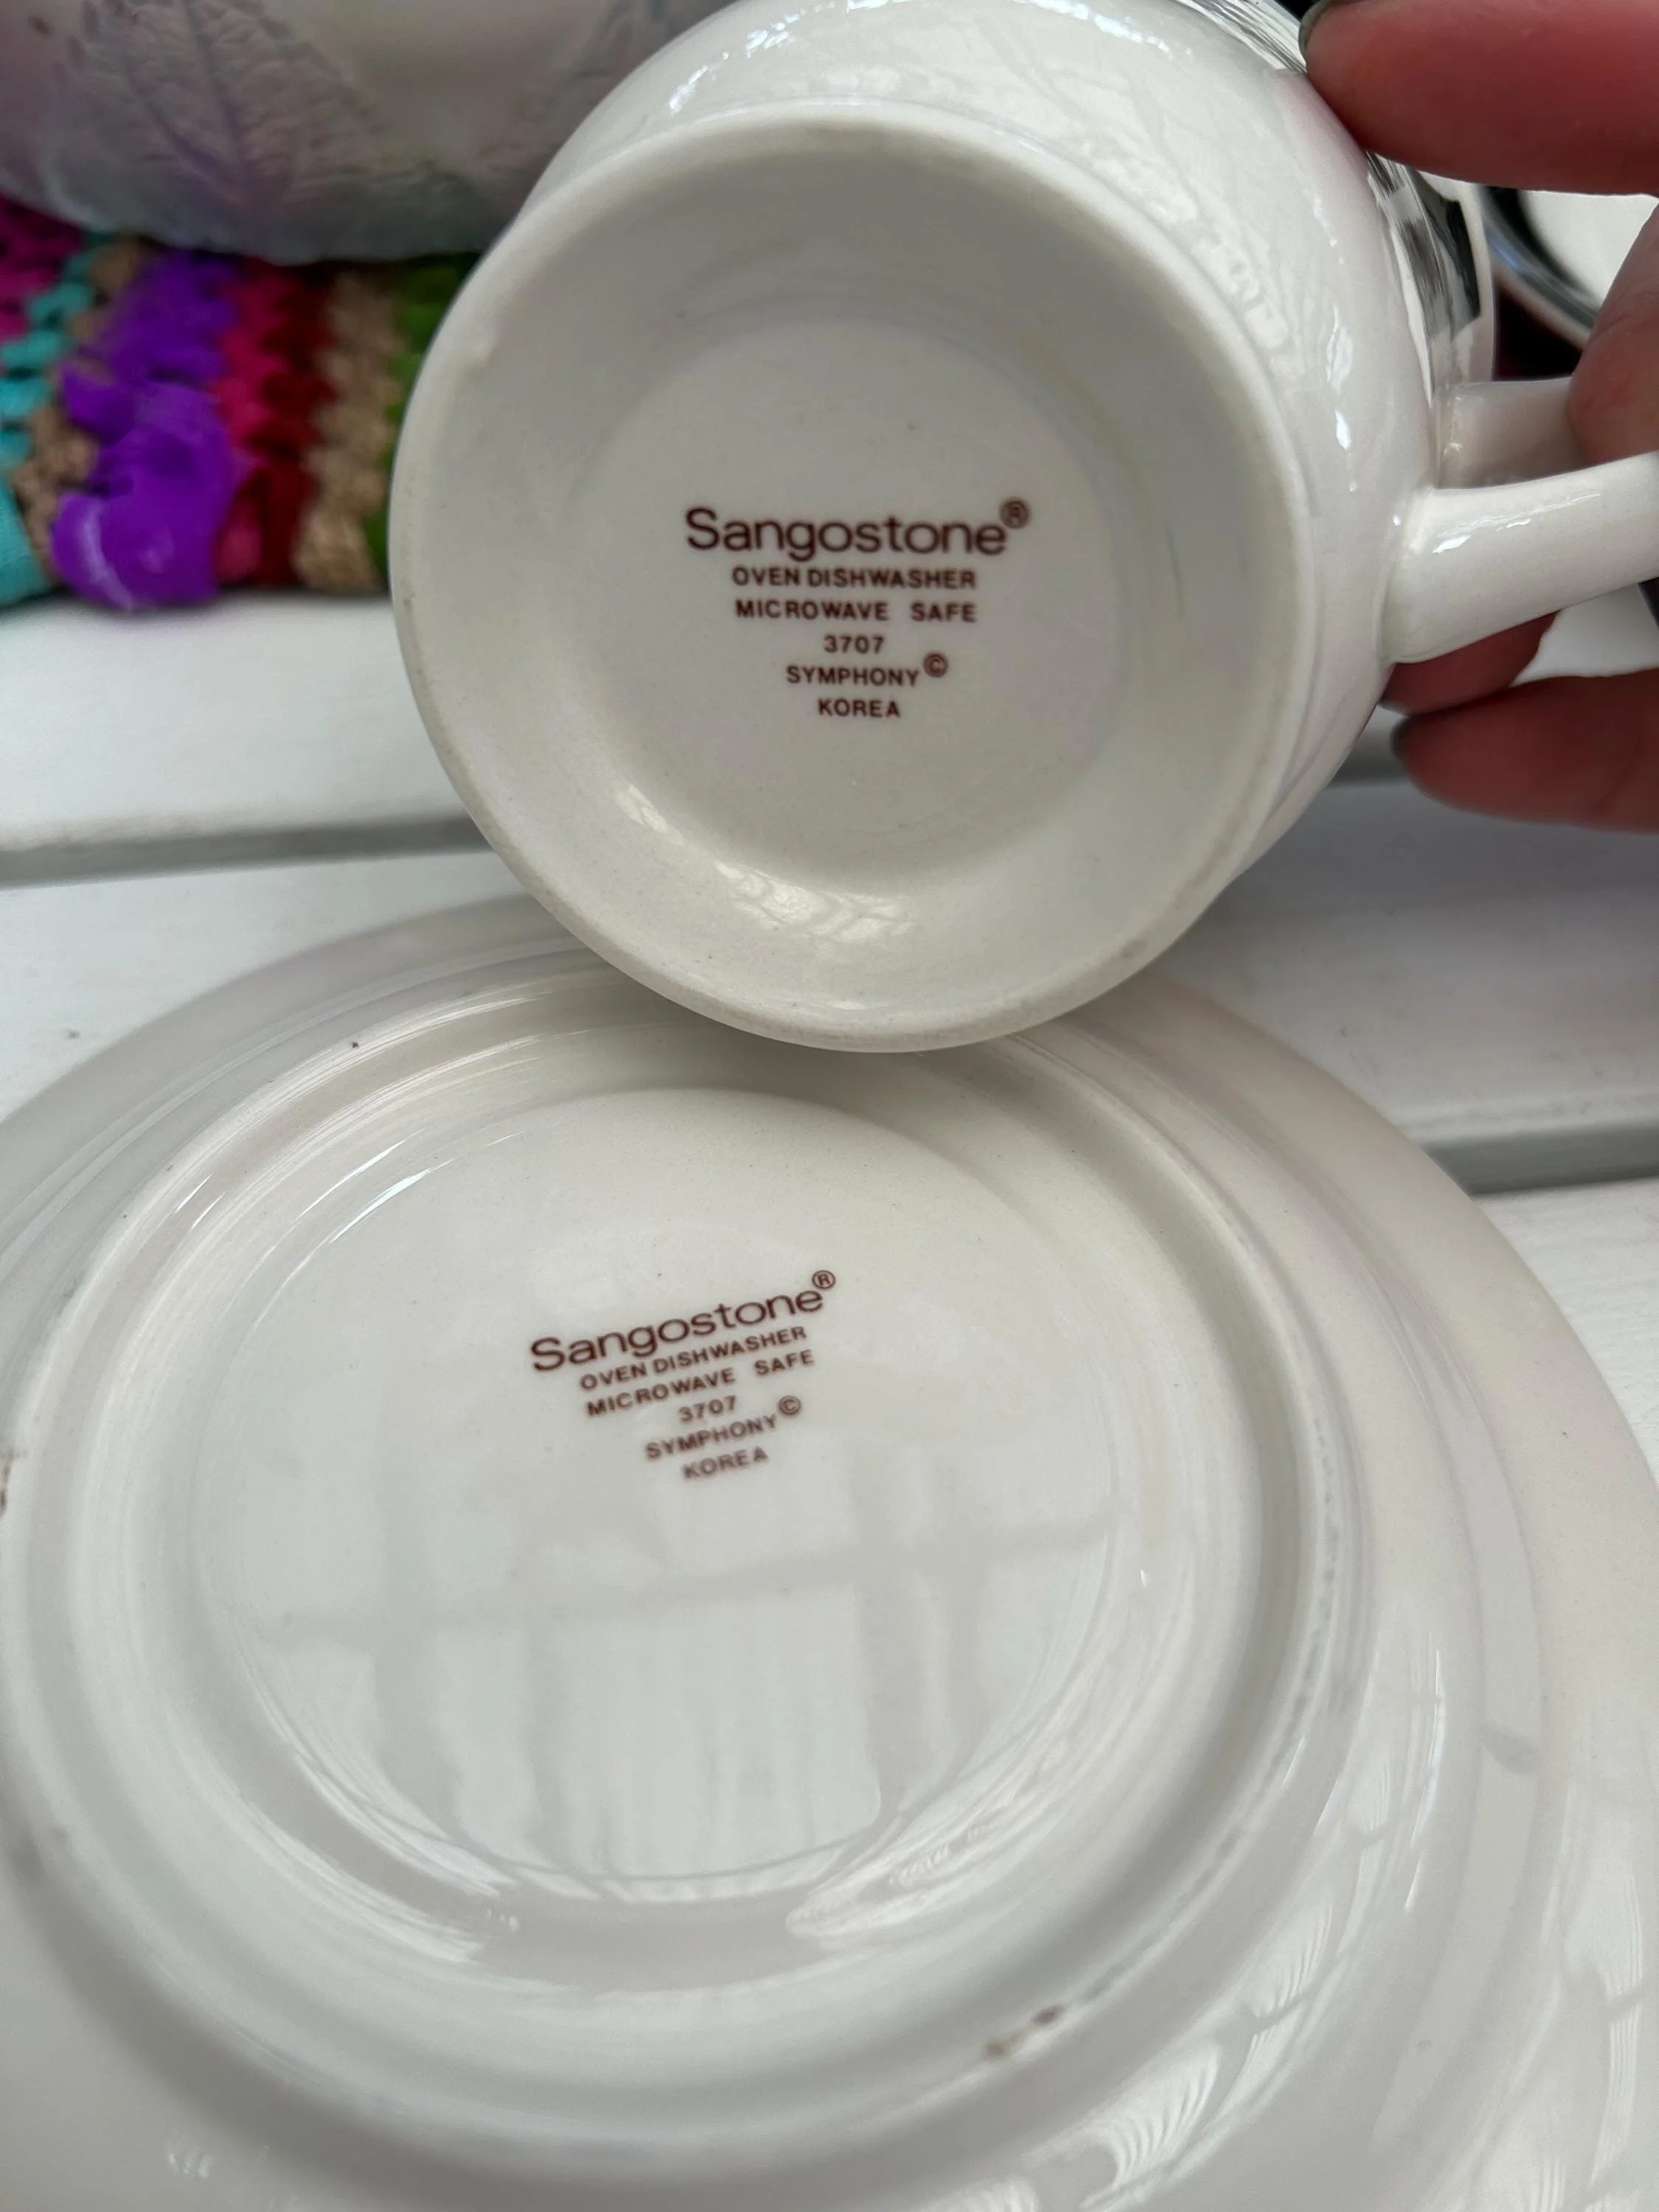 Sangostone®
OVEN DISHWASHER
MICROWAVE SAFE
3707
SYMPHONY©
KOREA
Sangostone®
OVEN DISHWASHER
MICROWAVE SAFE
3707
SYMPHONY©
KOREA